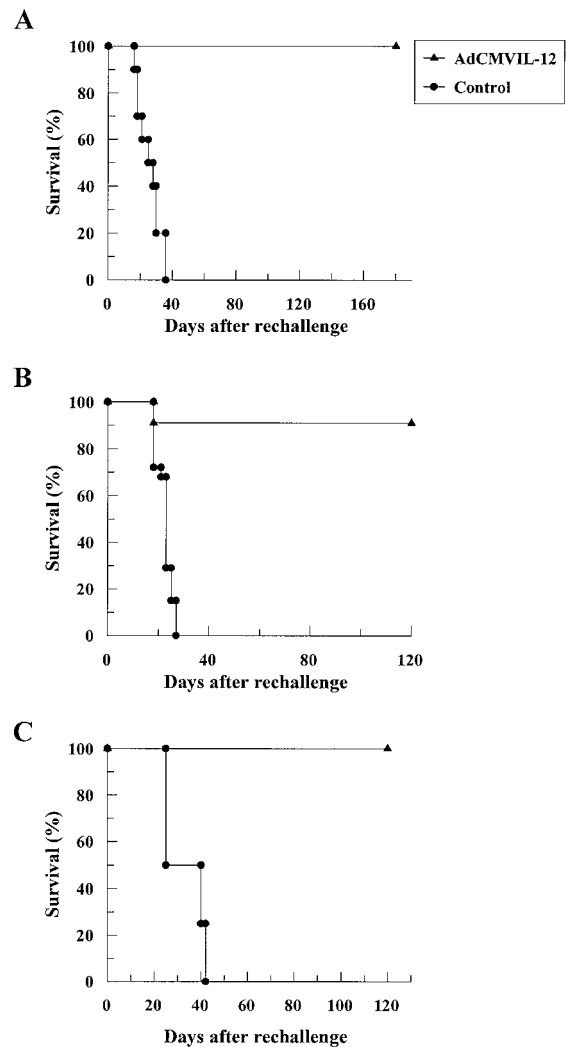 A
AdCMVIL-12
Control
Survival (%)
100
80
60
40
20
0
0 40 80 120 160
Days after rechallenge
B
Survival (%)
100
80
60
40
20
0
0 40 80 120
Days after rechallenge
C
Survival (%)
100
80
60
40
20
0
0 20 40 60 80 100 120
Days after rechallenge